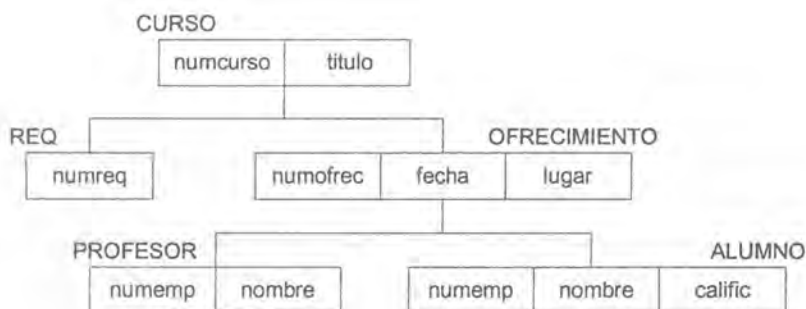 CURSO
numcurso titulo
REQ OFRECIMIENTO
numreq numofrec fecha lugar
PROFESOR ALUMNO
numemp nombre numemp nombre calific